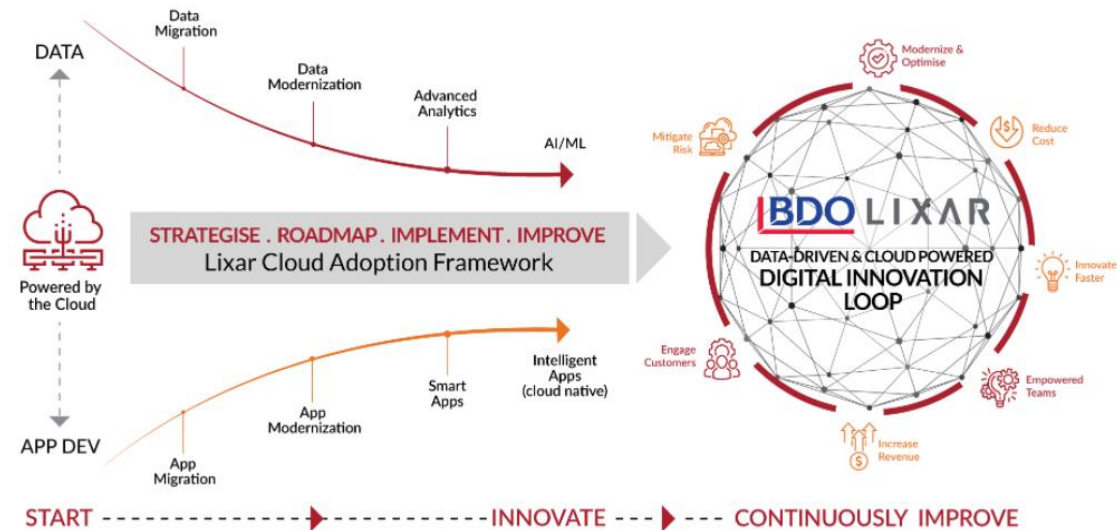 DATA
Data
Migration
Data
Modernization
Advanced
Analytics
AI/ML
Powered by
the Cloud
STRATEGISE . ROADMAP . IMPLEMENT . IMPROVE
Lixar Cloud Adoption Framework
APP DEV
App
Migration
App
Modernization
Smart
Apps
Intelligent
Apps
(cloud native)
Modernize &
Optimise
Mitigate
Risk
Reduce
Cost
BDO LIXAR
DATA-DRIVEN & CLOUD POWERED
DIGITAL INNOVATION
LOOP
Innovate
Faster
Engage
Customers
Empowered
Teams
Increase
Revenue
START
INNOVATE
CONTINUOUSLY IMPROVE